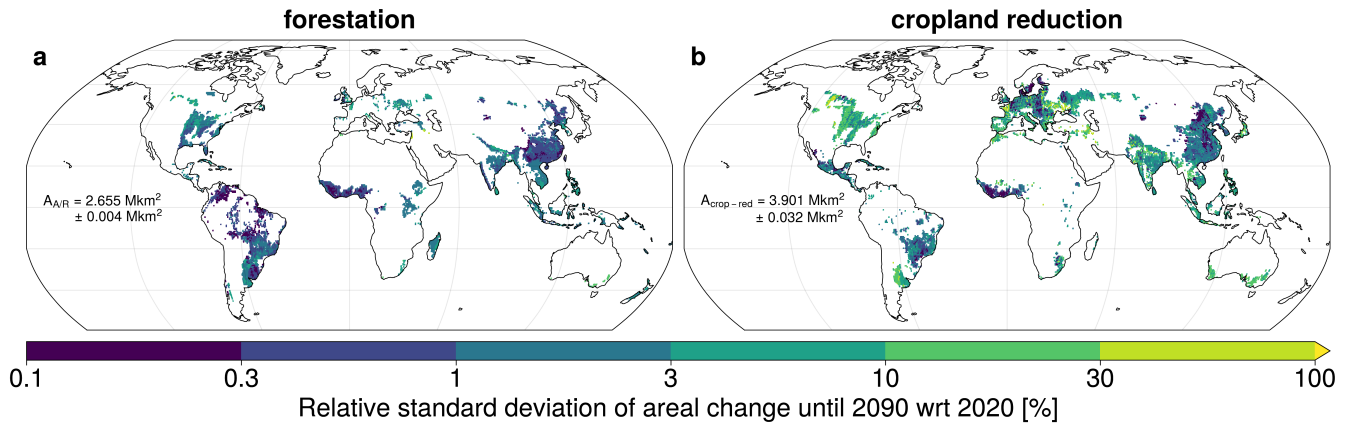 forestation
cropland reduction
a
b
A_A/R = 2.655 Mkm²
± 0.004 Mkm²
A_crop−red = 3.901 Mkm²
± 0.032 Mkm²
0.1 0.3 1 3 10 30 100
Relative standard deviation of areal change until 2090 wrt 2020 [%]